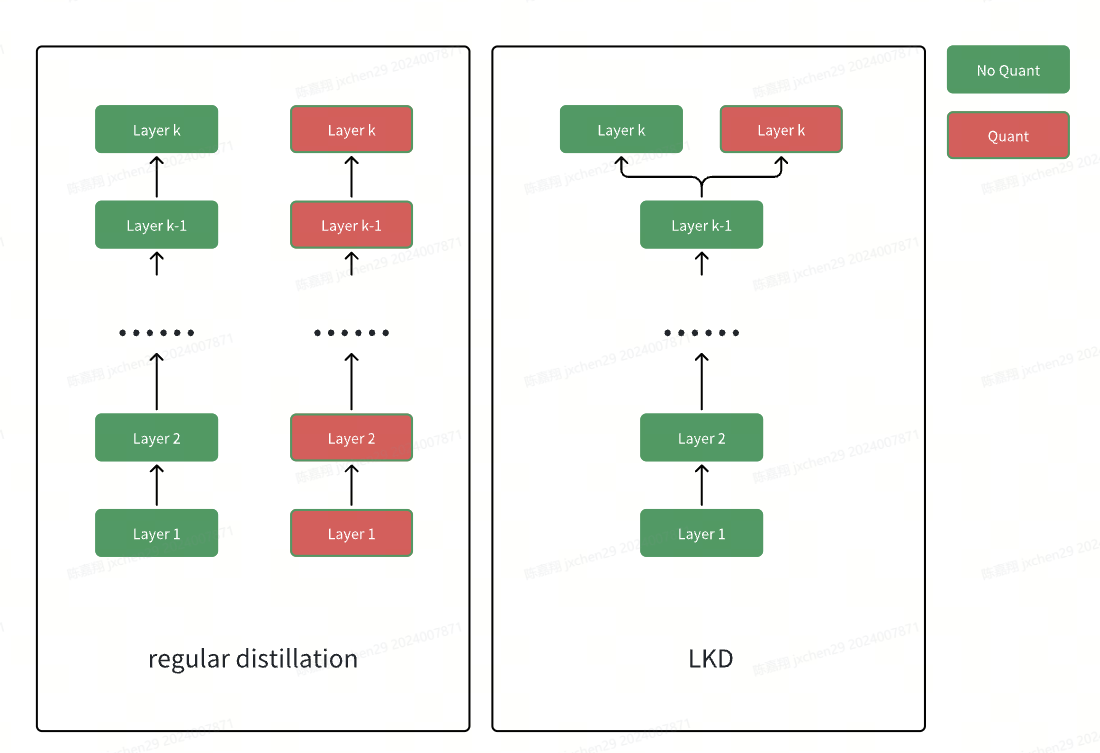 Layer k
Layer k
Layer k-1
Layer k-1
Layer 2
Layer 2
Layer 1
Layer 1
regular distillation
Layer k
Layer k
Layer k-1
Layer 2
Layer 1
LKD
No Quant
Quant
陈嘉翔 jxchen29 2024007871